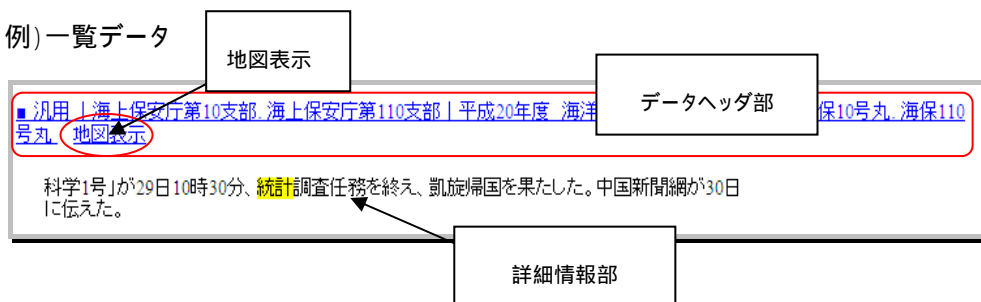 例)一覧データ
地図表示
データヘッダ部
■ 汎用 | 海上保安庁第10支部. 海上保安庁第110支部 | 平成20年度 海洋
保10号丸. 海保110
号丸 地図表示
科学1号」が29日10時30分、統計調査任務を終え、凱旋帰国を果たした。中国新聞網が30日
に伝えた。
詳細情報部